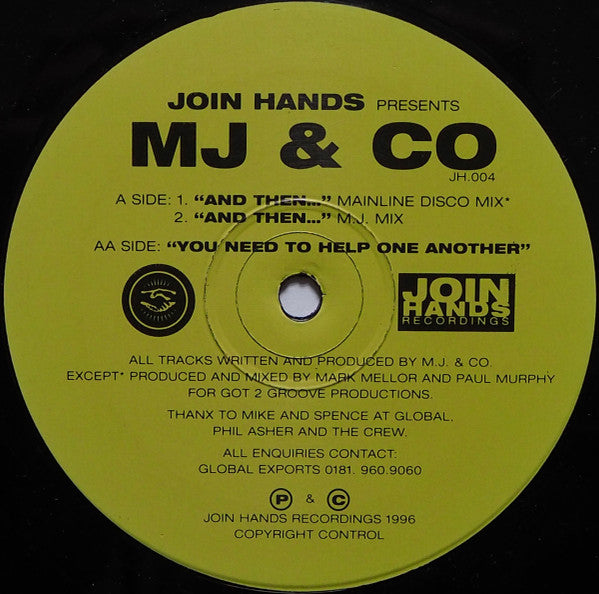 JOIN HANDS PRESENTS
MJ & CO
JH.004
A SIDE: 1. "AND THEN..." MAINLINE DISCO MIX*
2. "AND THEN..." M.J. MIX
AA SIDE: "YOU NEED TO HELP ONE ANOTHER"
JOIN
HANDS
RECORDINGS
ALL TRACKS WRITTEN AND PRODUCED BY M.J. & CO.
EXCEPT* PRODUCED AND MIXED BY MARK MELLOR AND PAUL MURPHY
FOR GOT 2 GROOVE PRODUCTIONS.
THANX TO MIKE AND SPENCE AT GLOBAL,
PHIL ASHER AND THE CREW.
ALL ENQUIRIES CONTACT:
GLOBAL EXPORTS 0181. 960.9060
Ⓟ & Ⓒ
JOIN HANDS RECORDINGS 1996
COPYRIGHT CONTROL